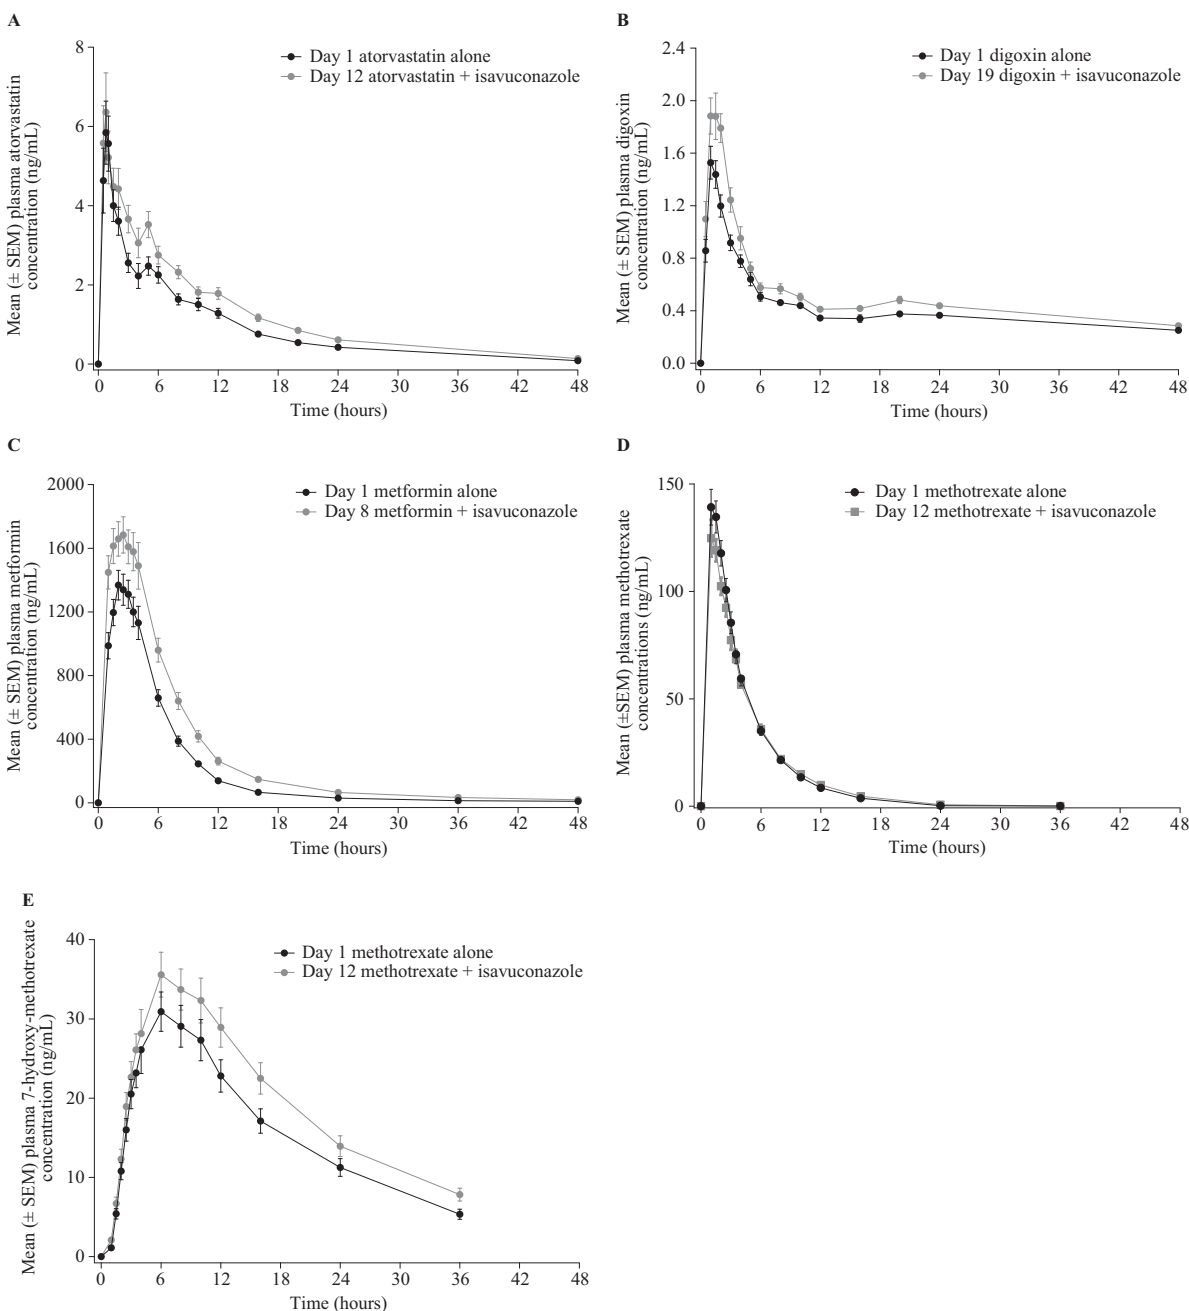 A
Mean (± SEM) plasma atorvastatin
concentration (ng/mL)
8
6
4
2
0
Day 1 atorvastatin alone
Day 12 atorvastatin + isavuconazole
0 6 12 18 24 30 36 42 48
Time (hours)
B
Mean (± SEM) plasma digoxin
concentration (ng/mL)
2.4
2.0
1.6
1.2
0.8
0.4
0.0
Day 1 digoxin alone
Day 19 digoxin + isavuconazole
0 6 12 18 24 30 36 42 48
Time (hours)
C
Mean (± SEM) plasma metformin
concentration (ng/mL)
2000
1600
1200
800
400
0
Day 1 metformin alone
Day 8 metformin + isavuconazole
0 6 12 18 24 30 36 42 48
Time (hours)
D
Mean (±SEM) plasma methotrexate
concentrations (ng/mL)
150
100
50
0
Day 1 methotrexate alone
Day 12 methotrexate + isavuconazole
0 6 12 18 24 30 36 42 48
Time (hours)
E
Mean (± SEM) plasma 7-hydroxy-methotrexate
concentration (ng/mL)
40
30
20
10
0
Day 1 methotrexate alone
Day 12 methotrexate + isavuconazole
0 6 12 18 24 30 36 42 48
Time (hours)